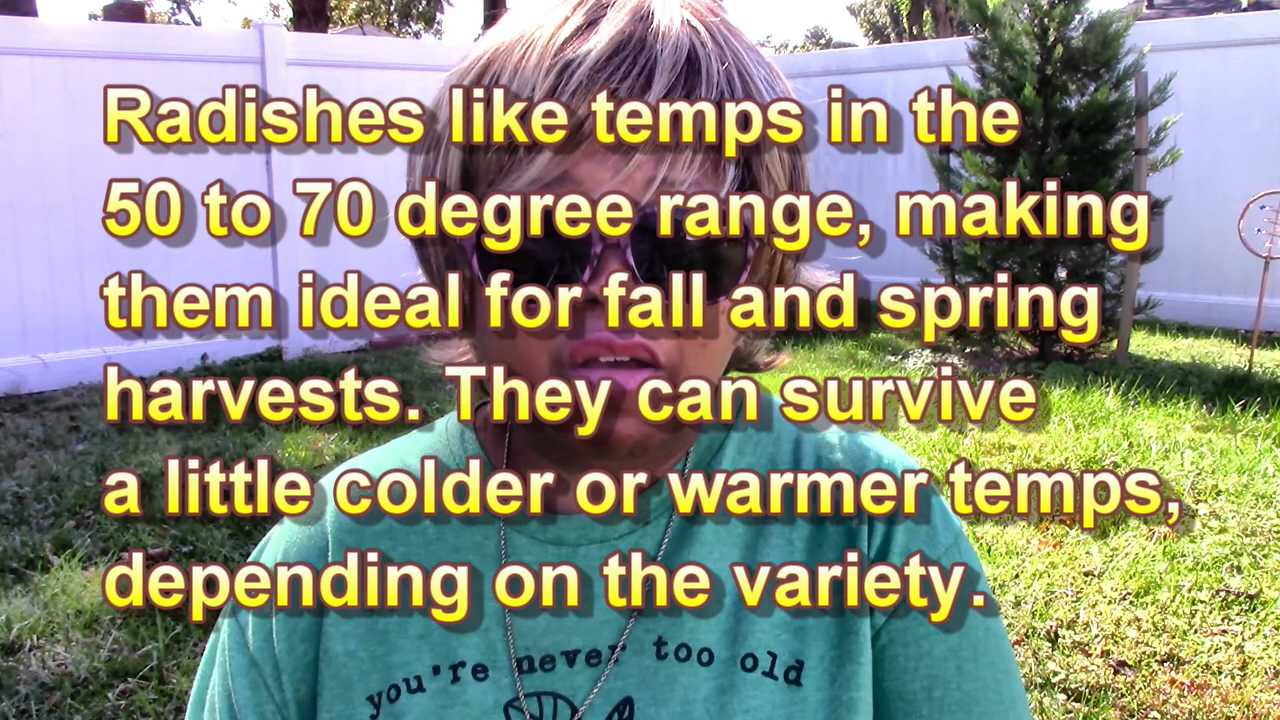 Radishes like temps in the
50 to 70 degree range, making
them ideal for fall and spring
harvests. They can survive
a little colder or warmer temps,
depending on the variety.
you're never too old